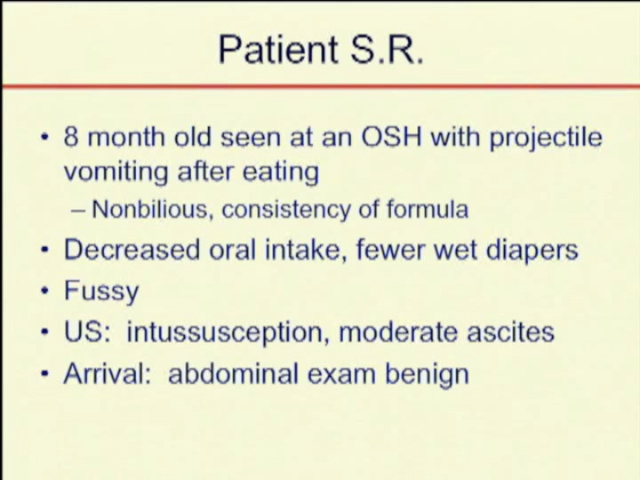 Patient S.R.
• 8 month old seen at an OSH with projectile
vomiting after eating
– Nonbilious, consistency of formula
• Decreased oral intake, fewer wet diapers
• Fussy
• US: intussusception, moderate ascites
• Arrival: abdominal exam benign